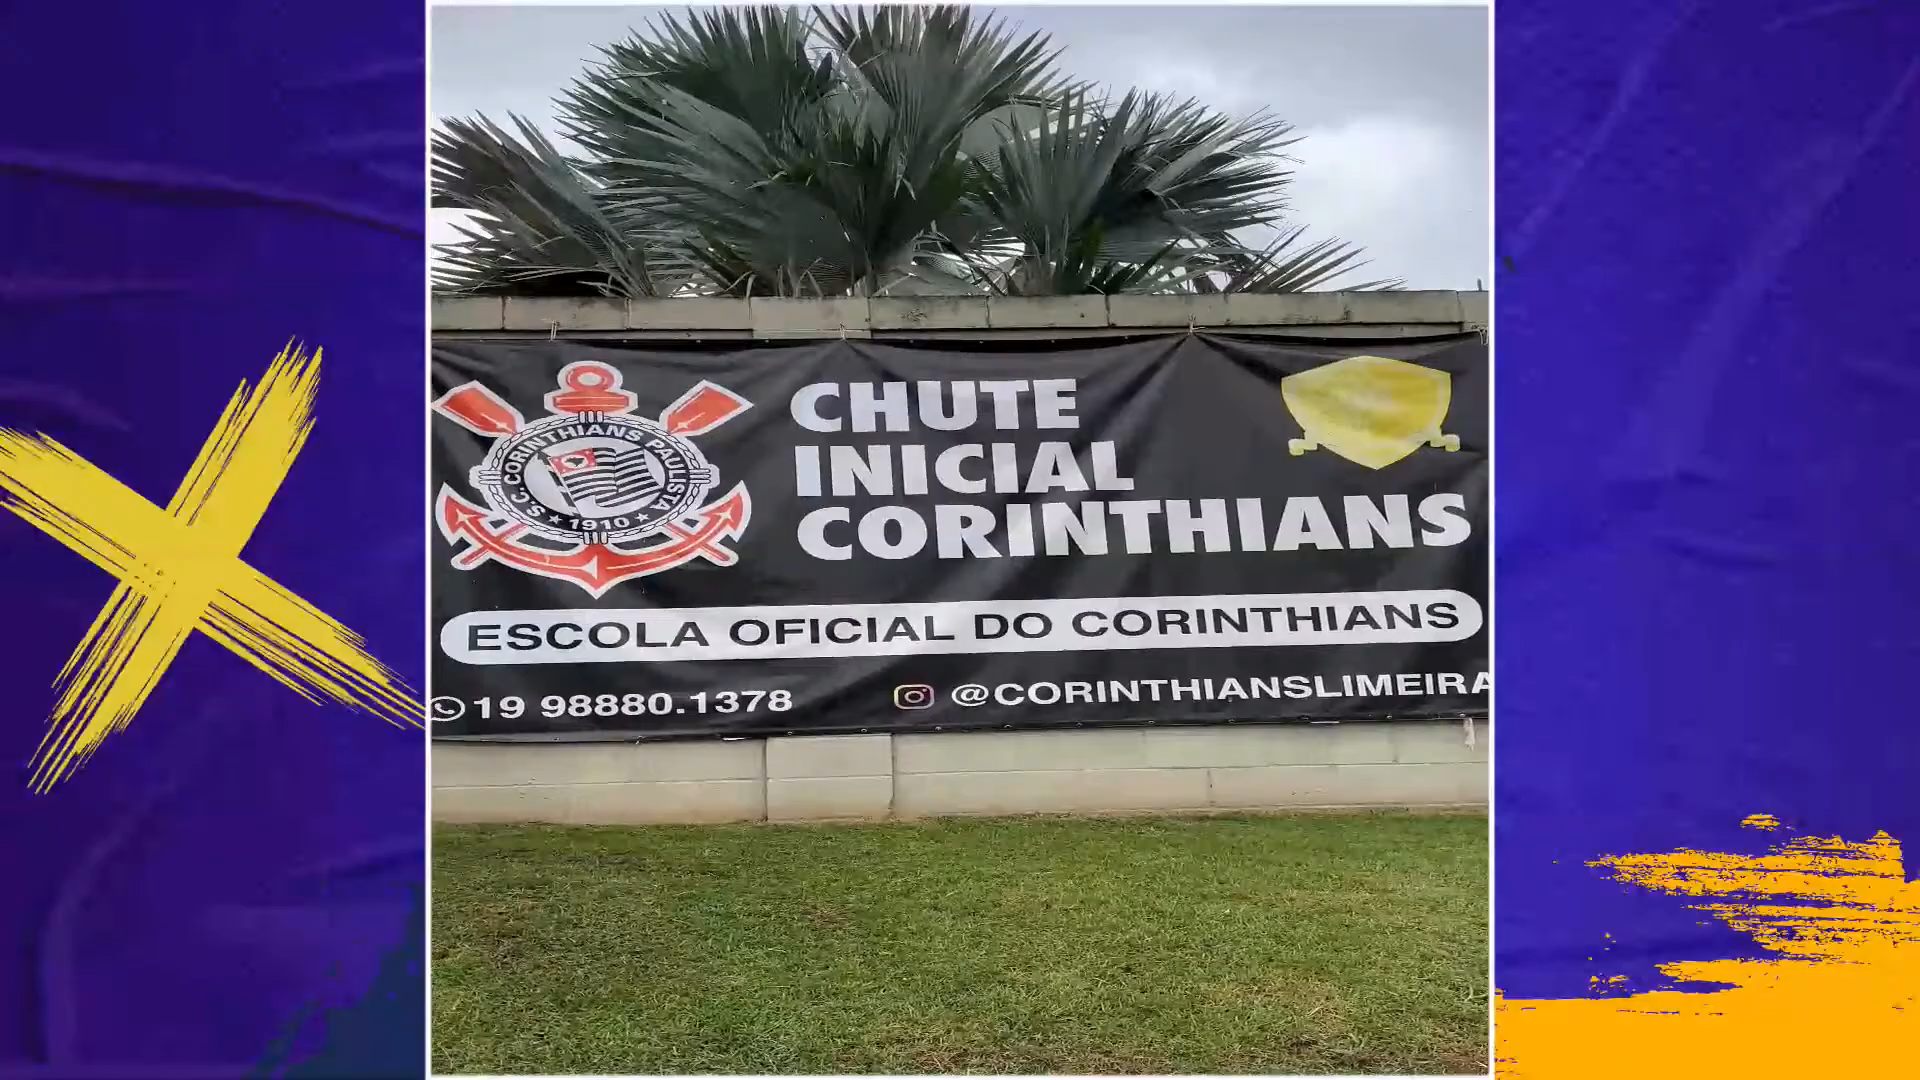 CHUTE
INICIAL
CORINTHIANS
S.C. CORINTHIANS PAULISTA
1910
ESCOLA OFICIAL DO CORINTHIANS
19 98880.1378
@CORINTHIANSLIMEIRA